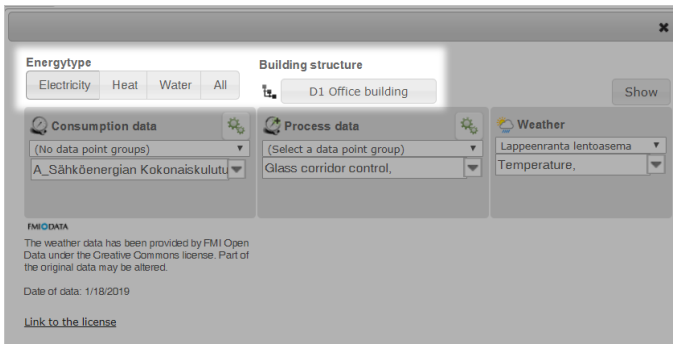 Energytype
Building structure
Electricity Heat Water All
D1 Office building
Show
Consumption data
(No data point groups)
A_Sähköenergian Kokonaiskulutu
Process data
(Select a data point group)
Glass corridor control,
Weather
Lappeenranta lentoasema
Temperature,
FMIODATA
The weather data has been provided by FMI Open
Data under the Creative Commons license. Part of
the original data may be altered.
Date of data: 1/18/2019
Link to the license